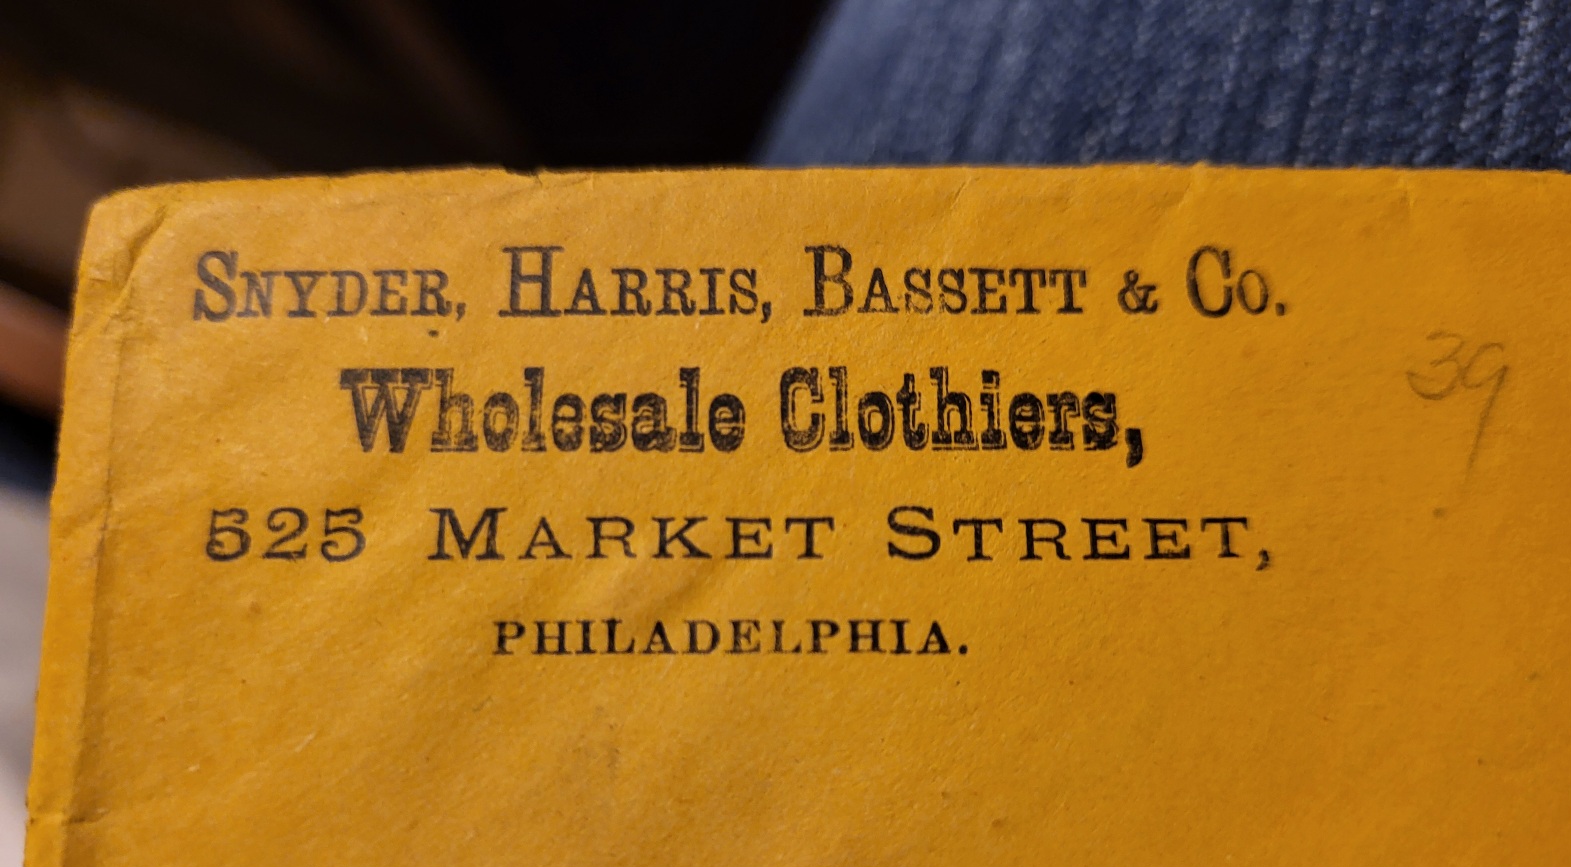 SNYDER, HARRIS, BASSETT & CO.
Wholesale Clothiers,
525 MARKET STREET,
PHILADELPHIA.
39